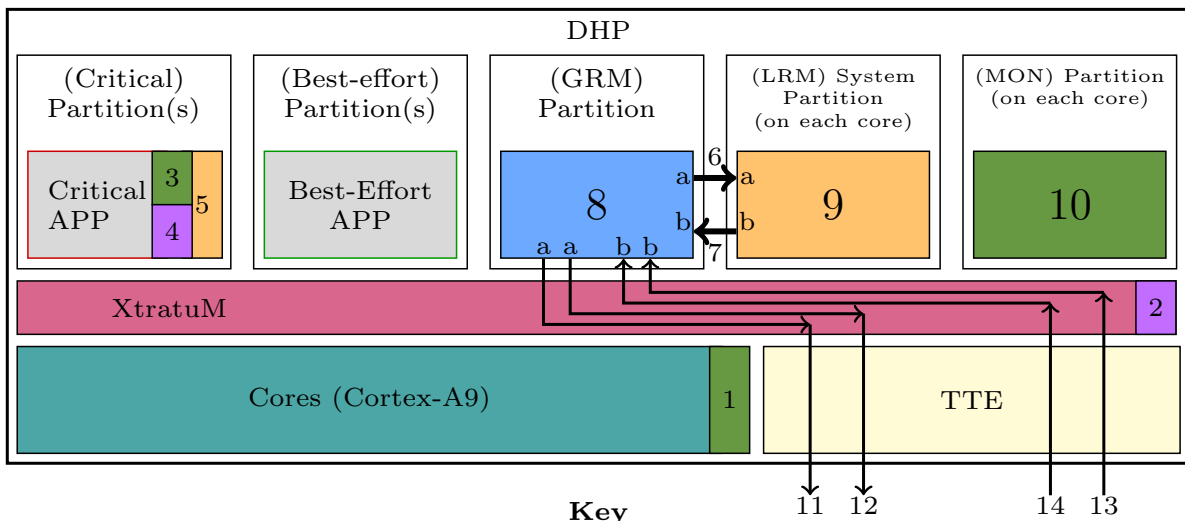 DHP
(Critical)
Partition(s)
Critical
APP
3
4
5
(Best-effort)
Partition(s)
Best-Effort
APP
(GRM)
Partition
8
a
b
a a b b
6
7
(LRM) System
Partition
(on each core)
a
b
9
(MON) Partition
(on each core)
10
XtratuM
2
Cores (Cortex-A9)
1
TTE
11 12 14 13
Key